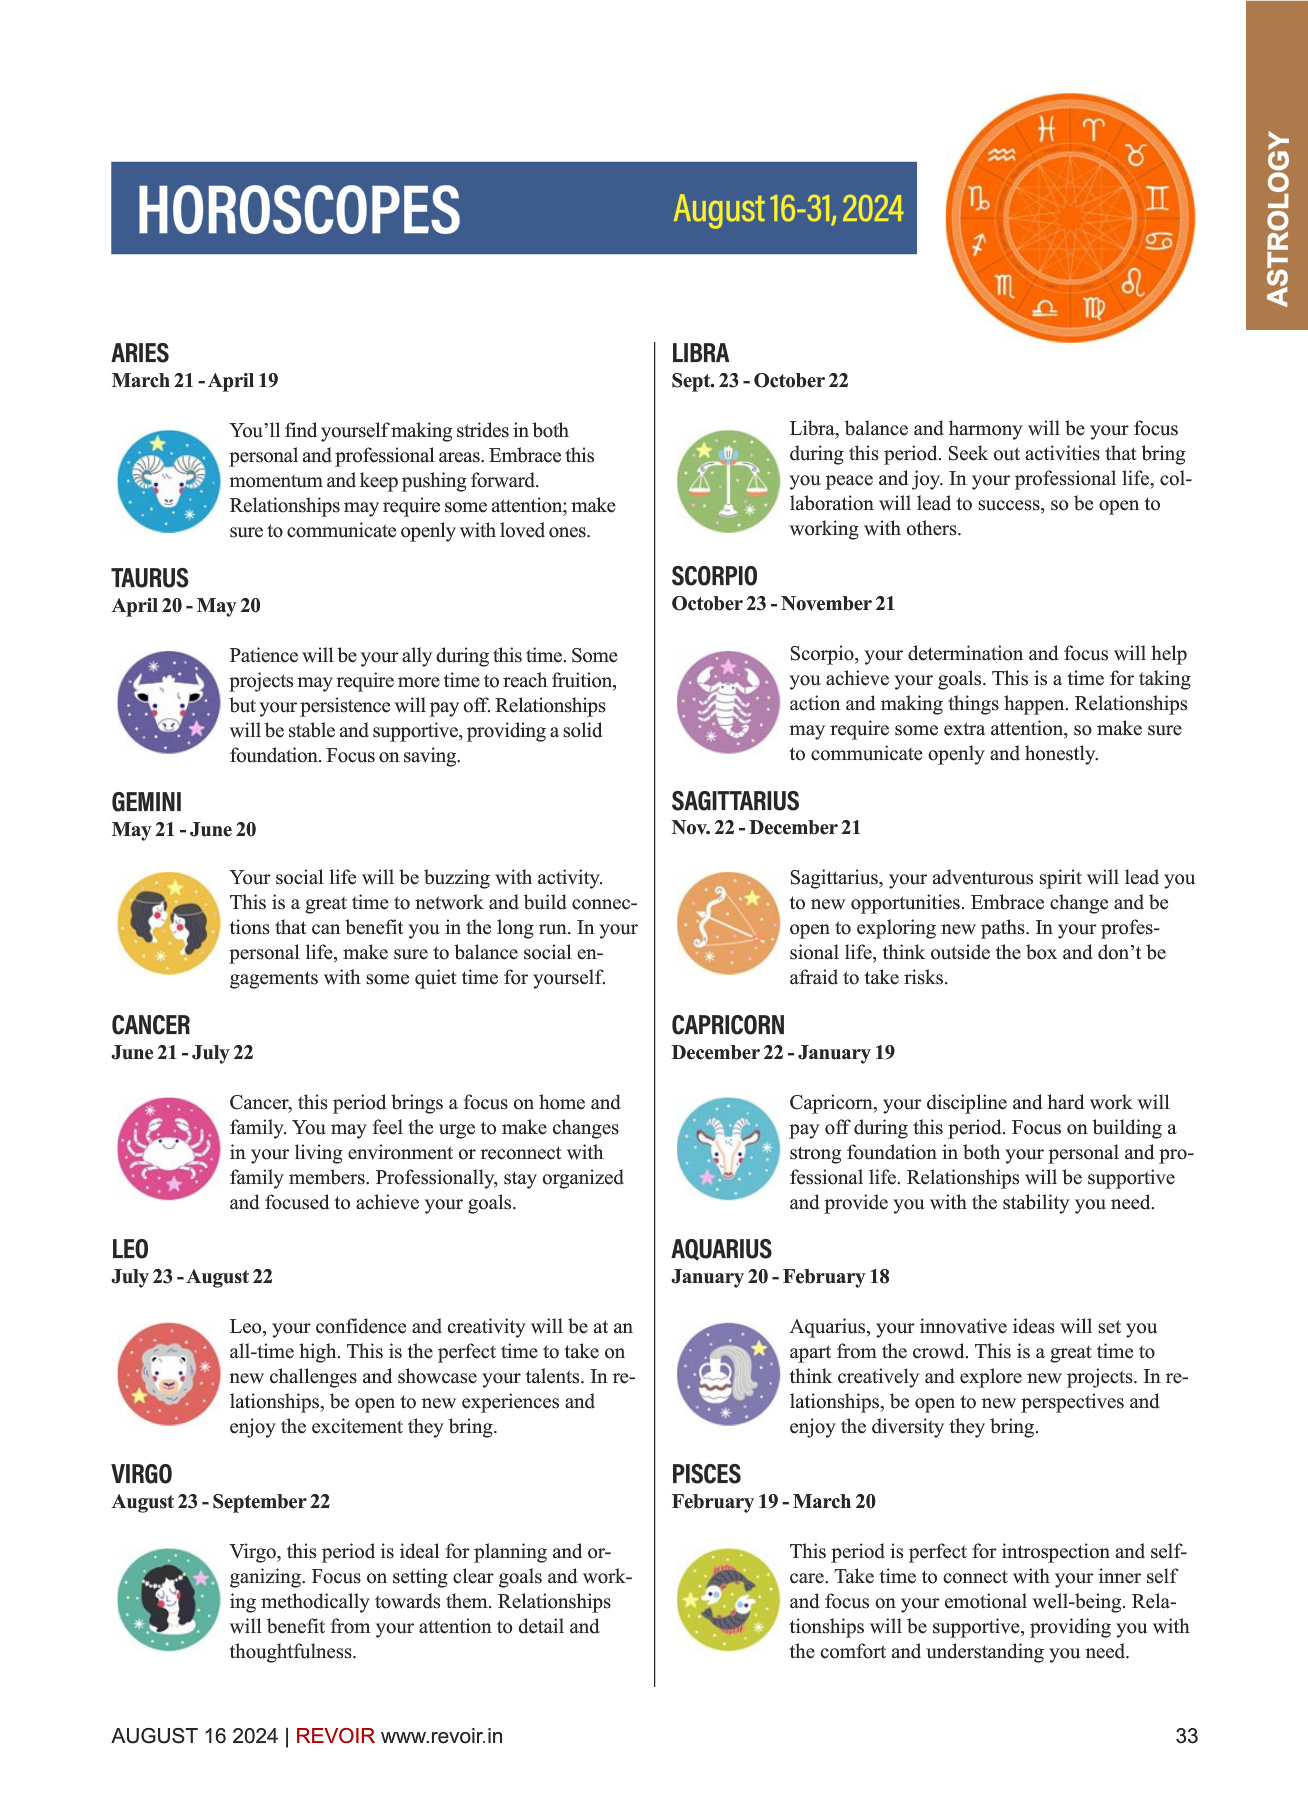 ASTROLOGY
HOROSCOPES
August 16-31, 2024
ARIES
March 21 - April 19
You’ll find yourself making strides in both
personal and professional areas. Embrace this
momentum and keep pushing forward.
Relationships may require some attention; make
sure to communicate openly with loved ones.
TAURUS
April 20 - May 20
Patience will be your ally during this time. Some
projects may require more time to reach fruition,
but your persistence will pay off. Relationships
will be stable and supportive, providing a solid
foundation. Focus on saving.
GEMINI
May 21 - June 20
Your social life will be buzzing with activity.
This is a great time to network and build connec-
tions that can benefit you in the long run. In your
personal life, make sure to balance social en-
gagements with some quiet time for yourself.
CANCER
June 21 - July 22
Cancer, this period brings a focus on home and
family. You may feel the urge to make changes
in your living environment or reconnect with
family members. Professionally, stay organized
and focused to achieve your goals.
LEO
July 23 - August 22
Leo, your confidence and creativity will be at an
all-time high. This is the perfect time to take on
new challenges and showcase your talents. In re-
lationships, be open to new experiences and
enjoy the excitement they bring.
VIRGO
August 23 - September 22
Virgo, this period is ideal for planning and or-
ganizing. Focus on setting clear goals and work-
ing methodically towards them. Relationships
will benefit from your attention to detail and
thoughtfulness.
LIBRA
Sept. 23 - October 22
Libra, balance and harmony will be your focus
during this period. Seek out activities that bring
you peace and joy. In your professional life, col-
laboration will lead to success, so be open to
working with others.
SCORPIO
October 23 - November 21
Scorpio, your determination and focus will help
you achieve your goals. This is a time for taking
action and making things happen. Relationships
may require some extra attention, so make sure
to communicate openly and honestly.
SAGITTARIUS
Nov. 22 - December 21
Sagittarius, your adventurous spirit will lead you
to new opportunities. Embrace change and be
open to exploring new paths. In your profes-
sional life, think outside the box and don’t be
afraid to take risks.
CAPRICORN
December 22 - January 19
Capricorn, your discipline and hard work will
pay off during this period. Focus on building a
strong foundation in both your personal and pro-
fessional life. Relationships will be supportive
and provide you with the stability you need.
AQUARIUS
January 20 - February 18
Aquarius, your innovative ideas will set you
apart from the crowd. This is a great time to
think creatively and explore new projects. In re-
lationships, be open to new perspectives and
enjoy the diversity they bring.
PISCES
February 19 - March 20
This period is perfect for introspection and self-
care. Take time to connect with your inner self
and focus on your emotional well-being. Rela-
tionships will be supportive, providing you with
the comfort and understanding you need.
AUGUST 16 2024 | REVOIR www.revoir.in
33